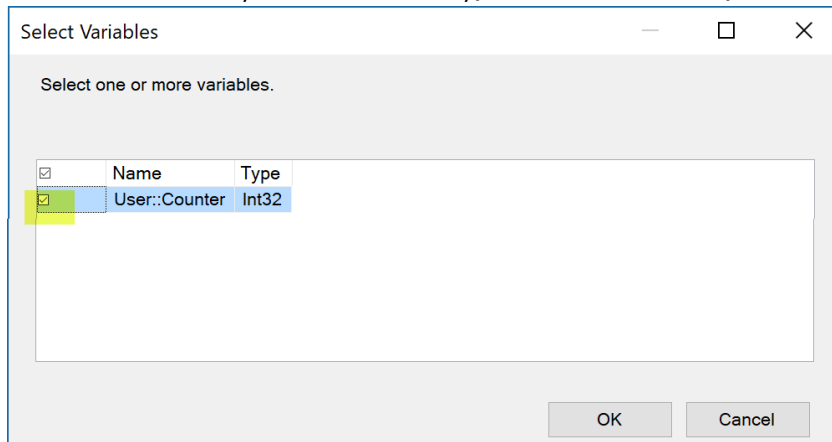 Select Variables
Select one or more variables.
Name Type
User::Counter Int32
OK Cancel